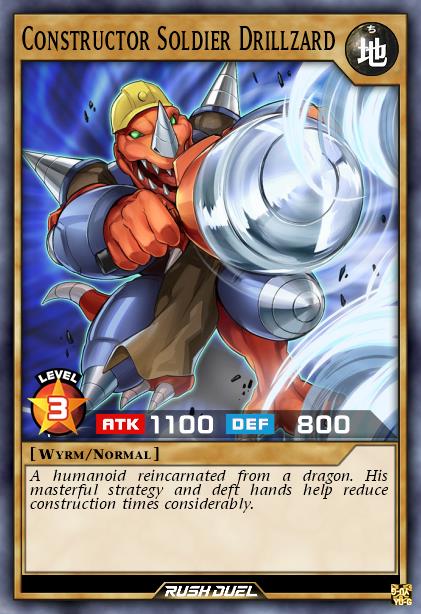 Constructor Soldier Drillzard
ち
地
LEVEL
3
ATK 1100 DEF 800
[Wyrm/Normal]
A humanoid reincarnated from a dragon. His
masterful strategy and deft hands help reduce
construction times considerably.
RUSH DUEL